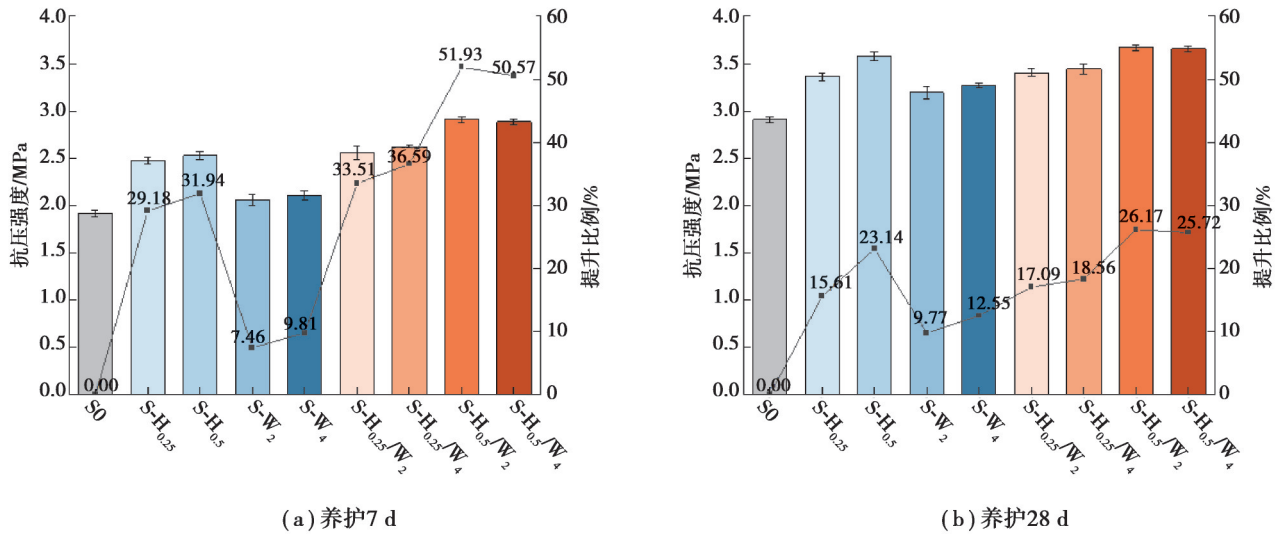 4.0
3.5
3.0
2.5
2.0
1.5
1.0
0.5
0.0
抗压强度/MPa
60
50
40
30
20
10
0
提升比例/%
0.00
29.18
31.94
7.46
9.81
33.51
36.59
51.93
50.57
S0
S-H0.25
S-H0.5
S-W2
S-W4
S-H0.25/W2
S-H0.25/W4
S-H0.5/W2
S-H0.5/W4
(a)养护7 d
4.0
3.5
3.0
2.5
2.0
1.5
1.0
0.5
0.0
抗压强度/MPa
60
50
40
30
20
10
0
提升比例/%
0.00
15.61
23.14
9.77
12.55
17.09
18.56
26.17
25.72
S0
S-H0.25
S-H0.5
S-W2
S-W4
S-H0.25/W2
S-H0.25/W4
S-H0.5/W2
S-H0.5/W4
(b)养护28 d